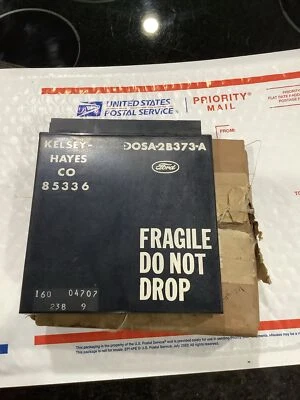 UNITED STATES
POSTAL SERVICE
PRIORITY®
MAIL
FROM:
KELSEY-
HAYES
CO
85336
DOSA-2B373-A
Ford
FRAGILE
DO NOT
DROP
160 04707
238 9